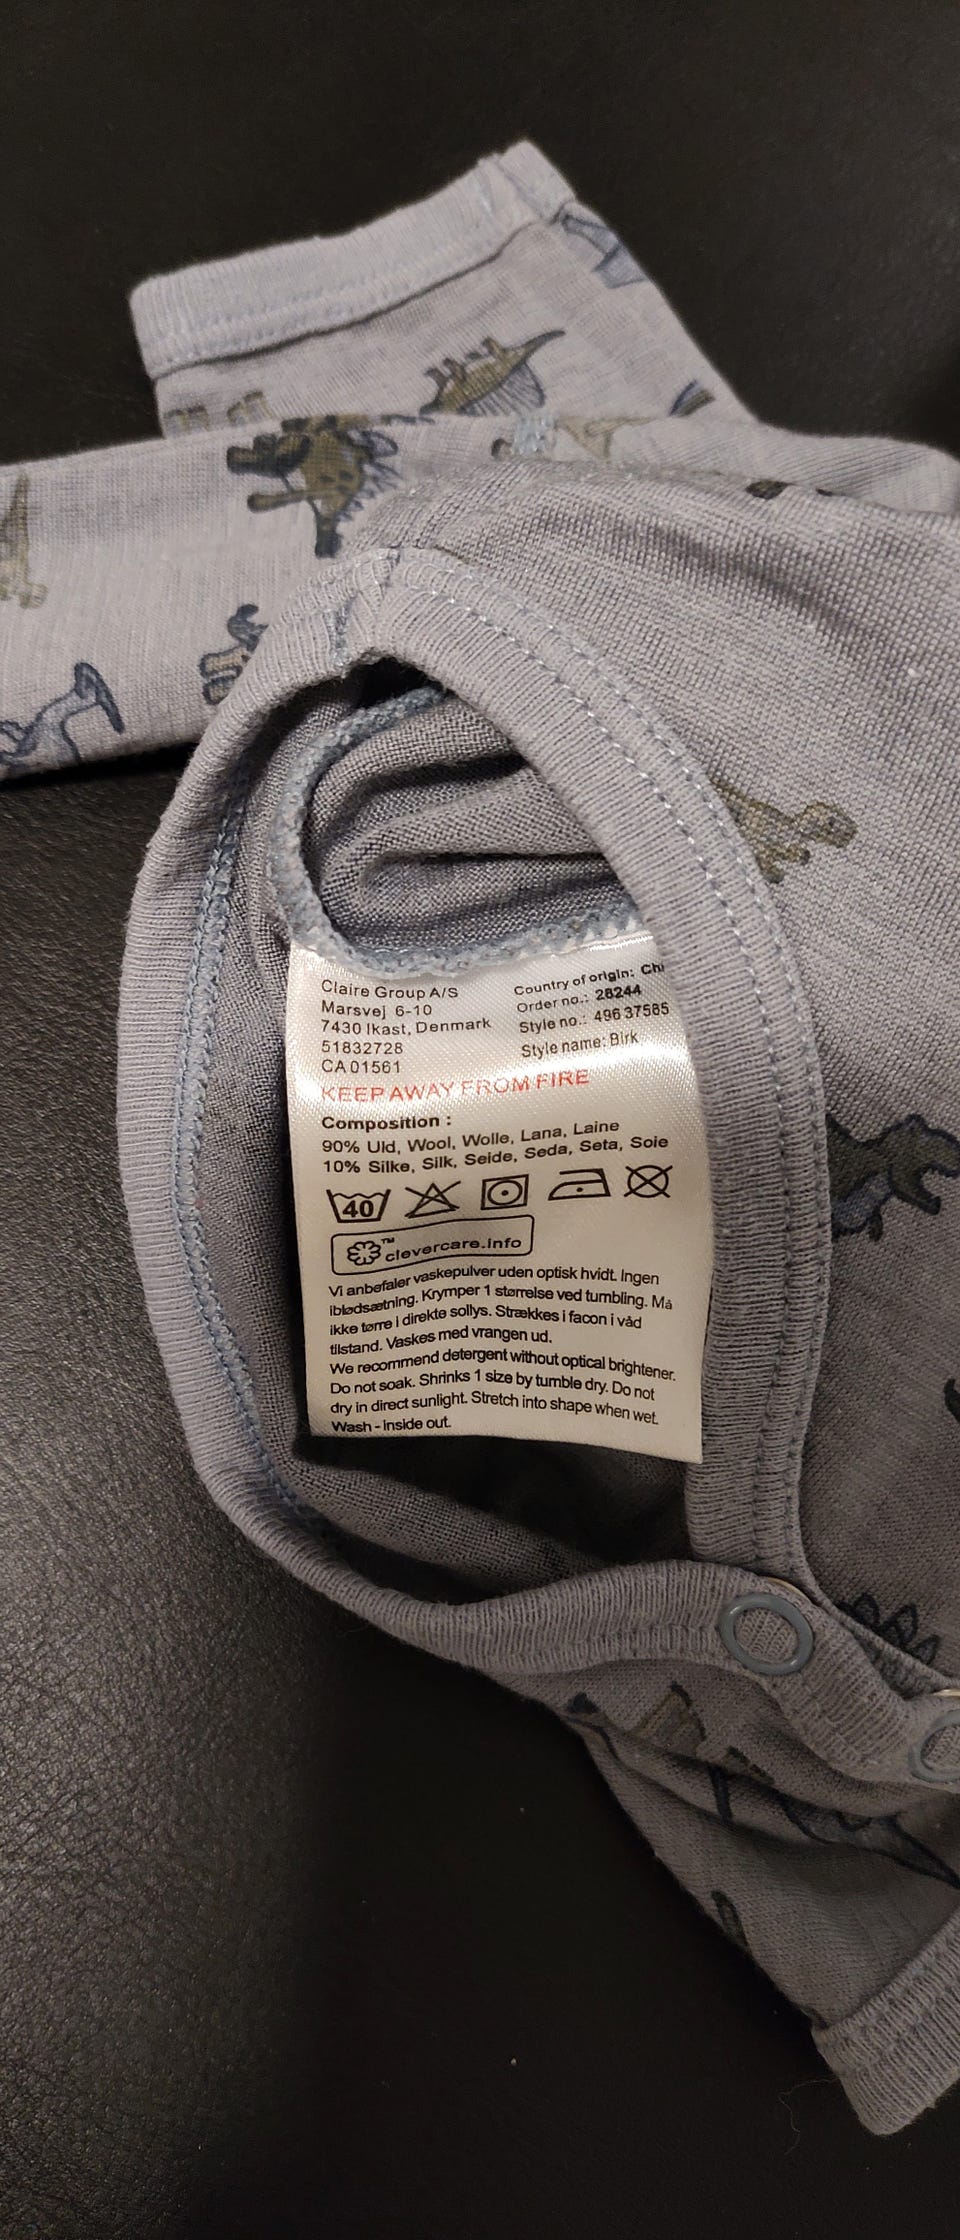 Claire Group A/S
Marsvej 6-10
7430 Ikast, Denmark
51832728
CA01561
Country of origin: Chi
Order no.: 28244
Style no.: 496 37585
Style name: Birk
KEEP AWAY FROM FIRE
Composition :
90% Uld, Wool, Wolle, Lana, Laine
10% Silke, Silk, Seide, Seda, Seta, Soie
40
™ clevercare.info
Vi anbefaler vaskepulver uden optisk hvidt. Ingen
iblødsætning. Krymper 1 størrelse ved tumbling. Må
ikke tørre i direkte sollys. Strækkes i facon i våd
tilstand. Vaskes med vrangen ud.
We recommend detergent without optical brightener.
Do not soak. Shrinks 1 size by tumble dry. Do not
dry in direct sunlight. Stretch into shape when wet.
Wash - inside out.